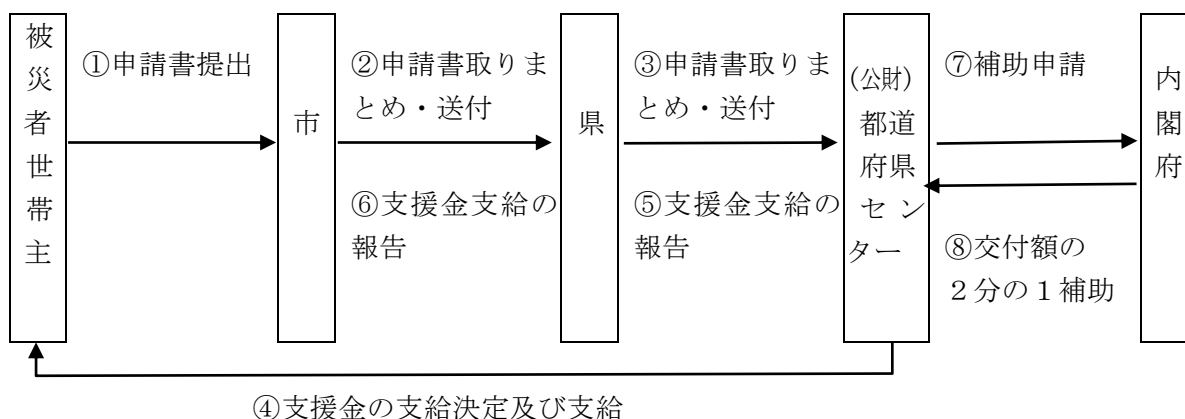 被災者世帯主
①申請書提出
市
②申請書取りま
とめ・送付
⑥支援金支給の
報告
県
③申請書取りま
とめ・送付
⑤支援金支給の
報告
(公財)
都道
府県
センター
⑦補助申請
⑧交付額の
２分の１補助
内閣府
④支援金の支給決定及び支給